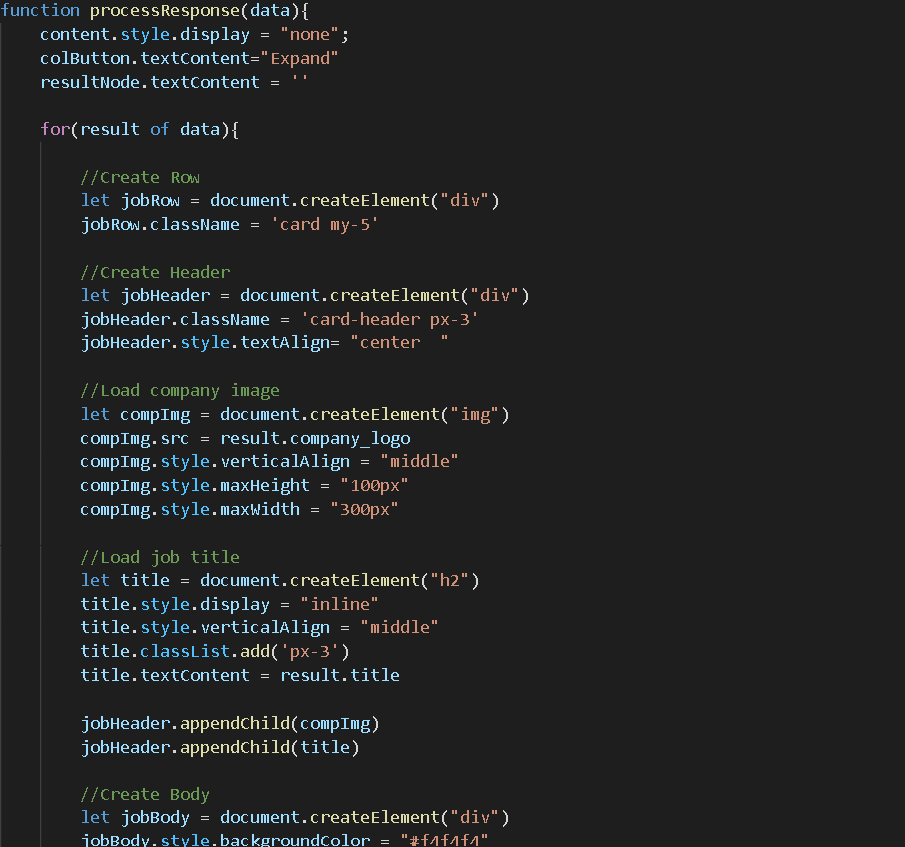 function processResponse(data){
    content.style.display = "none";
    colButton.textContent="Expand"
    resultNode.textContent = ''

    for(result of data){

        //Create Row
        let jobRow = document.createElement("div")
        jobRow.className = 'card my-5'

        //Create Header
        let jobHeader = document.createElement("div")
        jobHeader.className = 'card-header px-3'
        jobHeader.style.textAlign= "center  "

        //Load company image
        let compImg = document.createElement("img")
        compImg.src = result.company_logo
        compImg.style.verticalAlign = "middle"
        compImg.style.maxHeight = "100px"
        compImg.style.maxWidth = "300px"

        //Load job title
        let title = document.createElement("h2")
        title.style.display = "inline"
        title.style.verticalAlign = "middle"
        title.classList.add('px-3')
        title.textContent = result.title

        jobHeader.appendChild(compImg)
        jobHeader.appendChild(title)

        //Create Body
        let jobBody = document.createElement("div")
        jobBody.style.backgroundColor = "#f4f4f4"